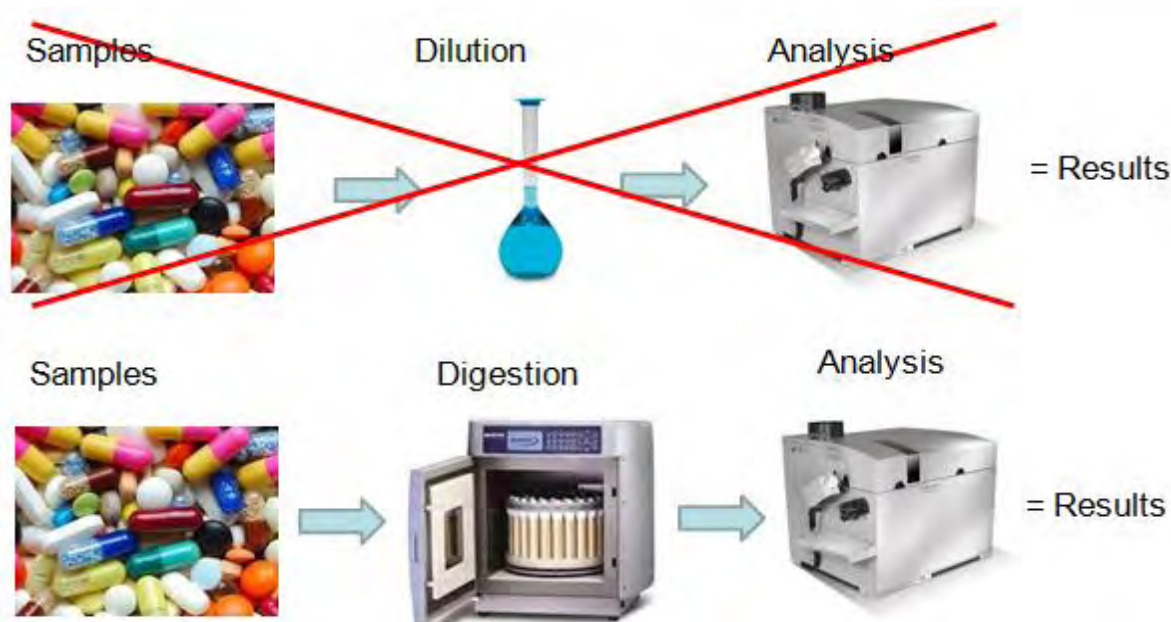 Samples
Dilution
Analysis
= Results
Samples
Digestion
Analysis
= Results